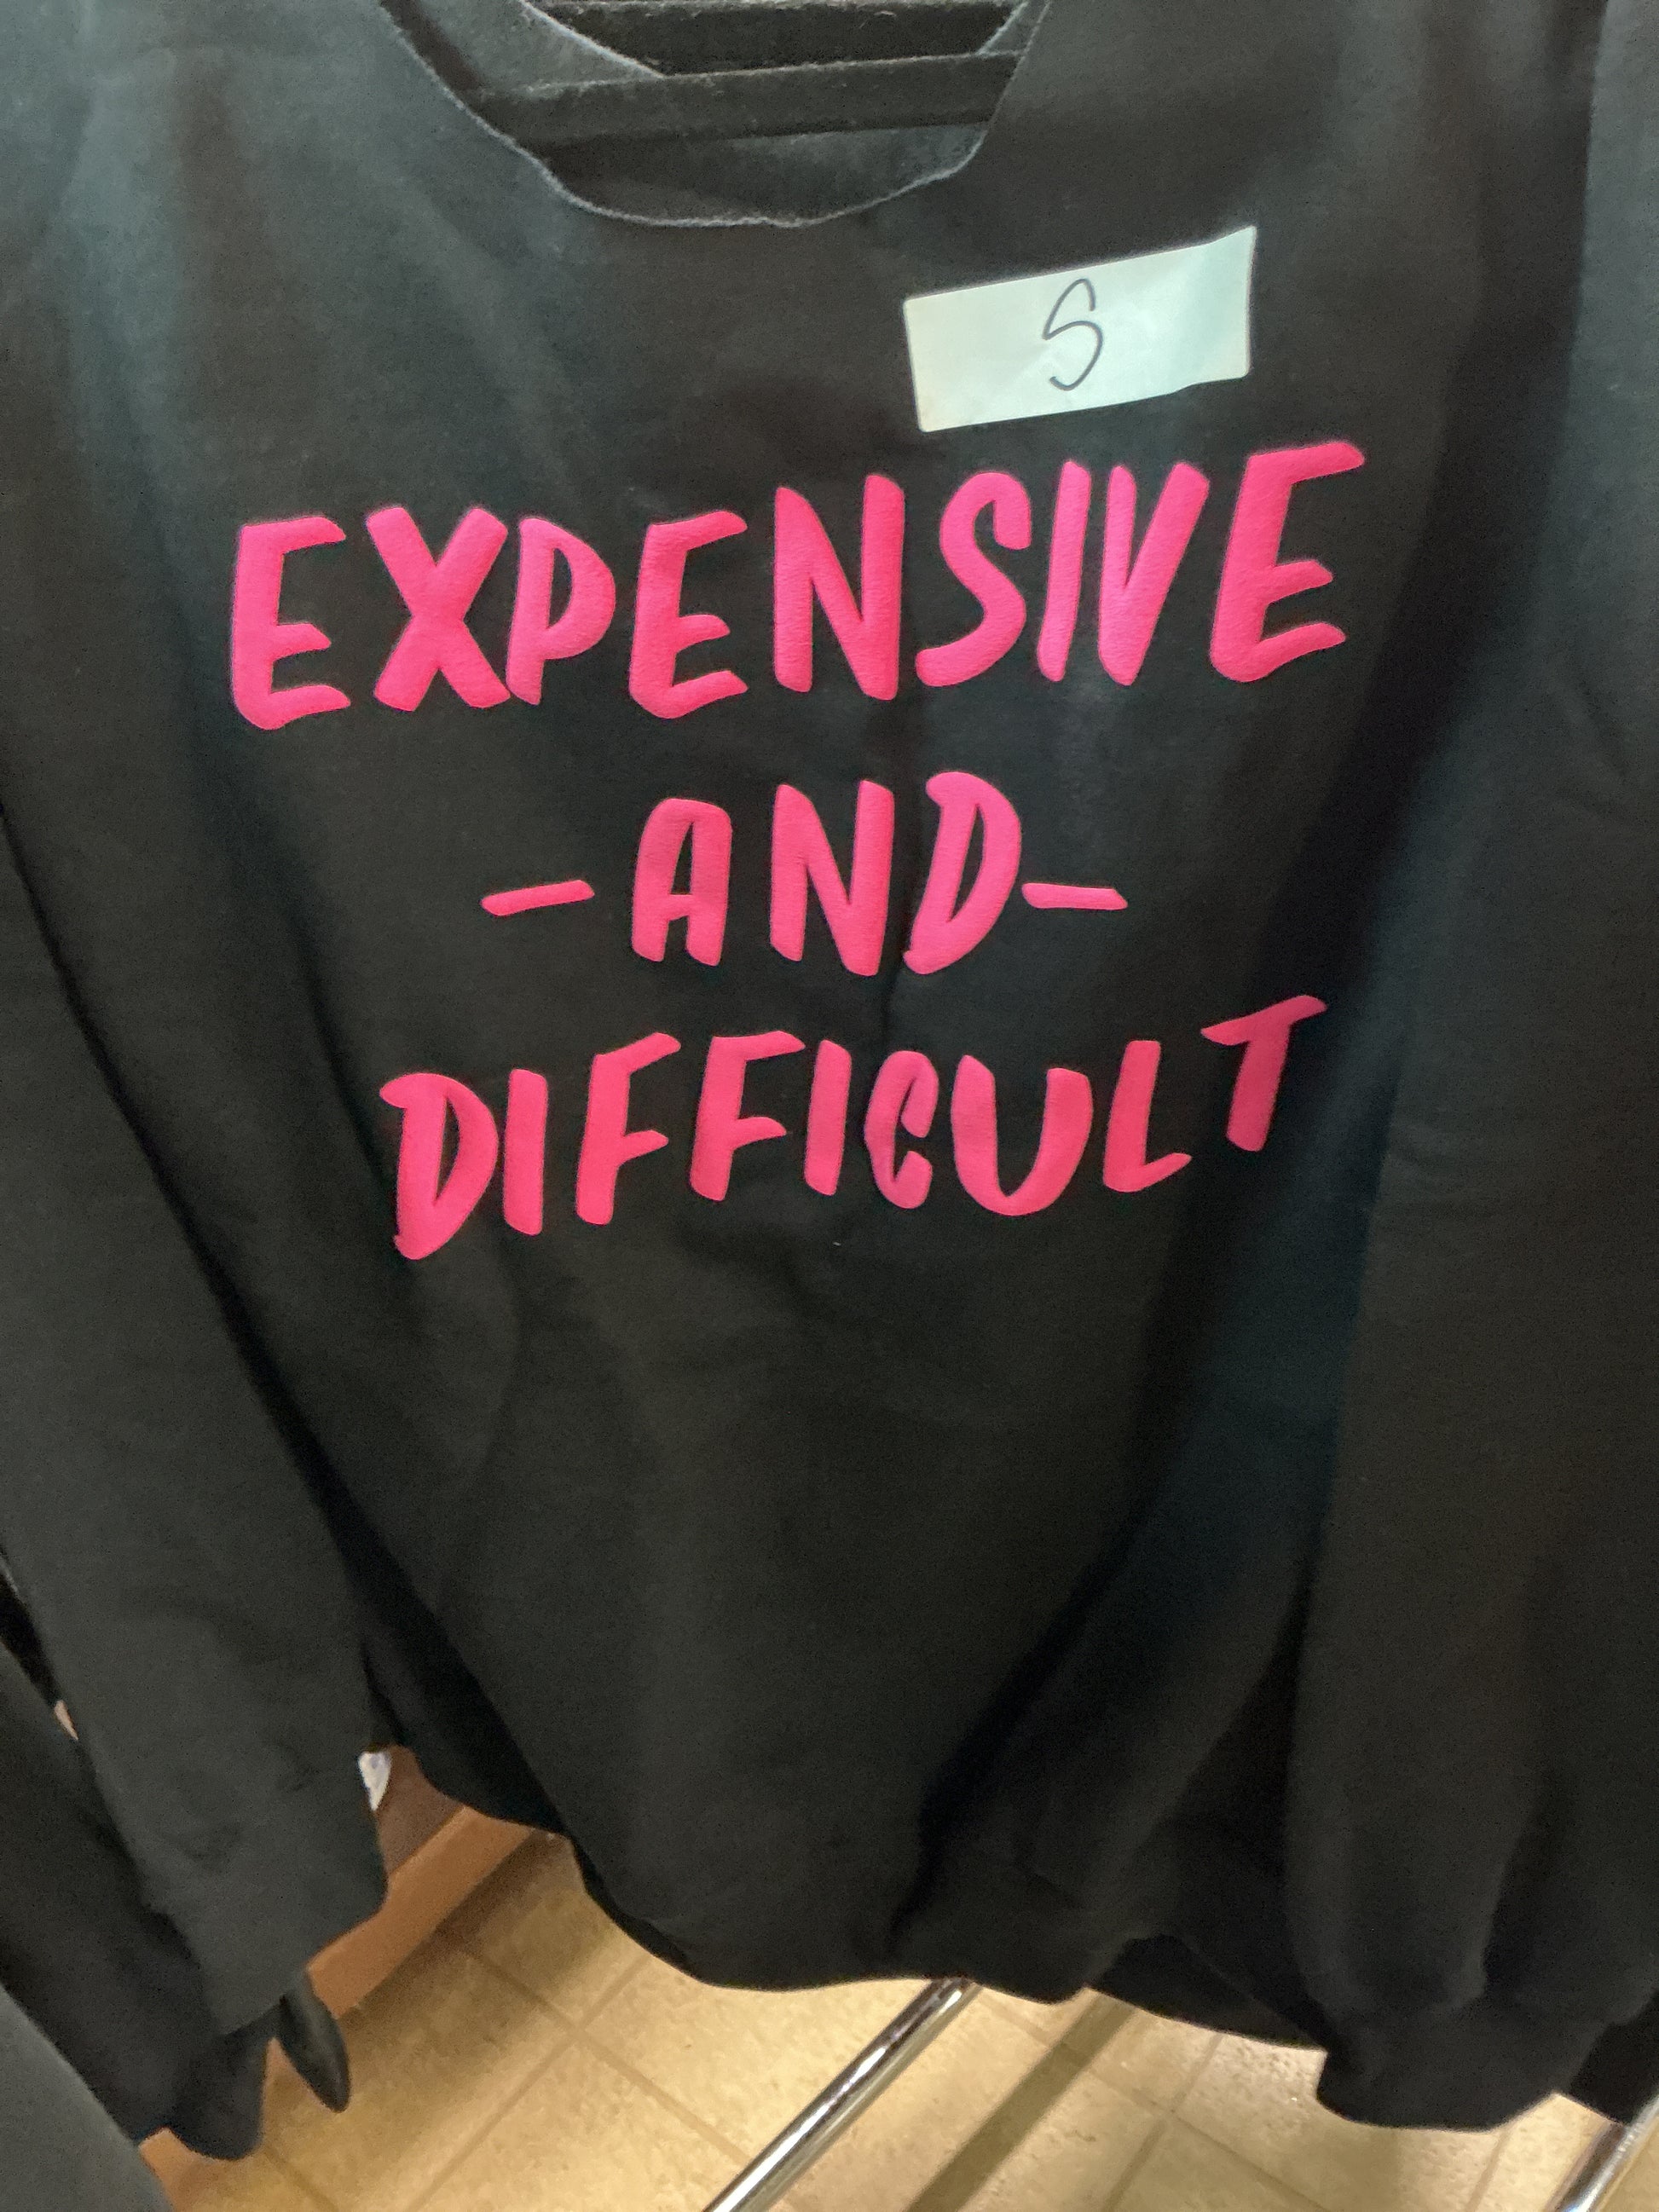 S
EXPENSIVE
-AND-
DIFFICULT